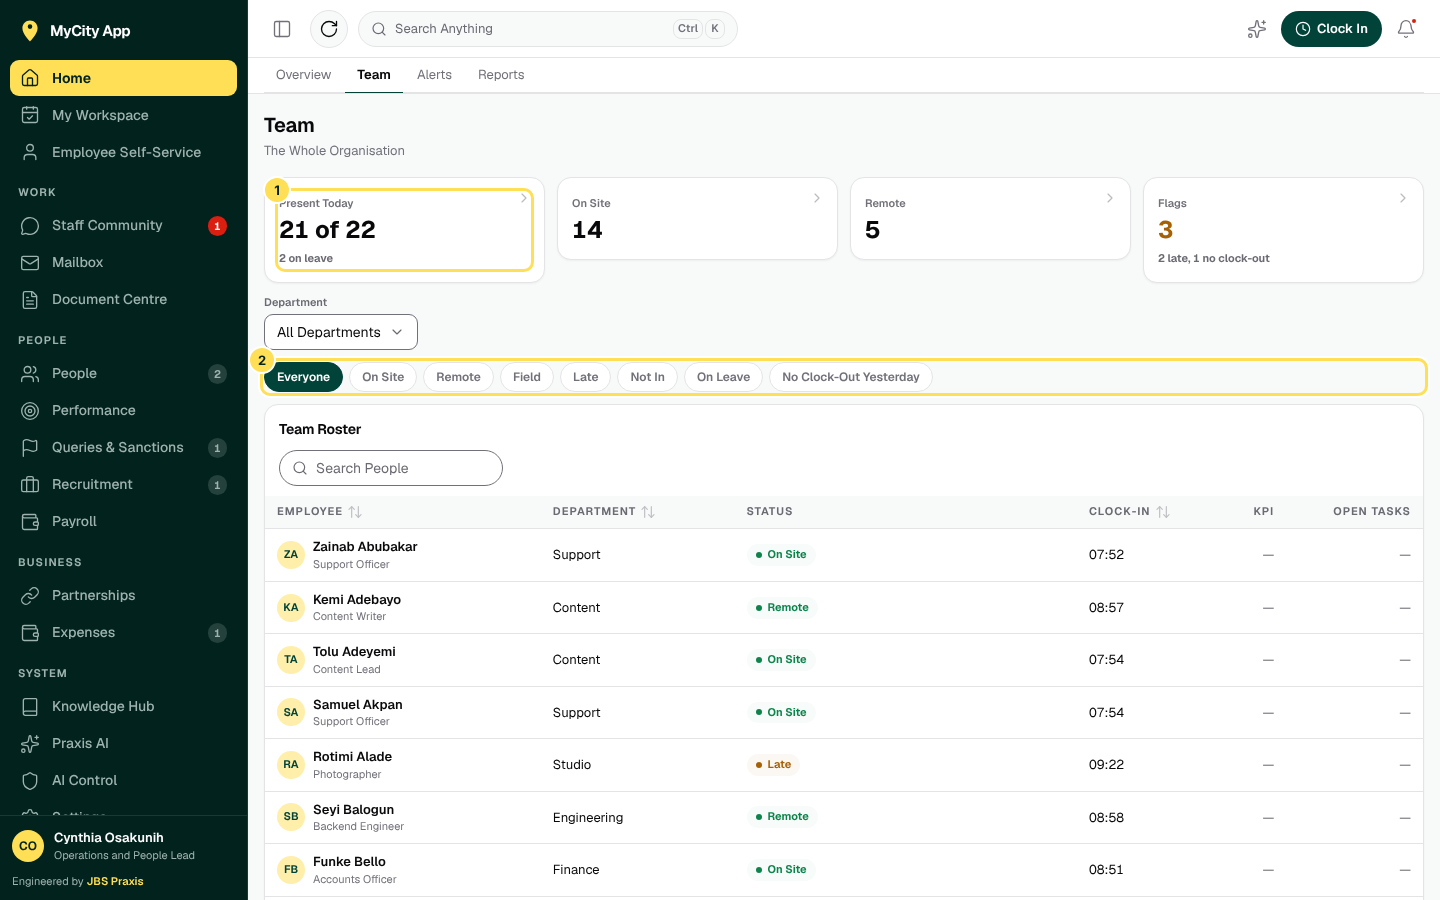 MyCity App
Home
My Workspace
Employee Self-Service
WORK
Staff Community 1
Mailbox
Document Centre
PEOPLE
People 2
Performance
Queries & Sanctions 1
Recruitment 1
Payroll
BUSINESS
Partnerships
Expenses 1
SYSTEM
Knowledge Hub
Praxis AI
AI Control
CO
Cynthia Osakunih
Operations and People Lead
Engineered by JBS Praxis
Search Anything Ctrl K
Clock In
Overview Team Alerts Reports
Team
The Whole Organisation
1
Present Today
21 of 22
2 on leave
On Site
14
Remote
5
Flags
3
2 late, 1 no clock-out
Department
All Departments
2
Everyone On Site Remote Field Late Not In On Leave No Clock-Out Yesterday
Team Roster
Search People
EMPLOYEE DEPARTMENT STATUS CLOCK-IN KPI OPEN TASKS
ZA Zainab Abubakar Support On Site 07:52 — —
Support Officer
KA Kemi Adebayo Content Remote 08:57 — —
Content Writer
TA Tolu Adeyemi Content On Site 07:54 — —
Content Lead
SA Samuel Akpan Support On Site 07:54 — —
Support Officer
RA Rotimi Alade Studio Late 09:22 — —
Photographer
SB Seyi Balogun Engineering Remote 08:58 — —
Backend Engineer
FB Funke Bello Finance On Site 08:51 — —
Accounts Officer